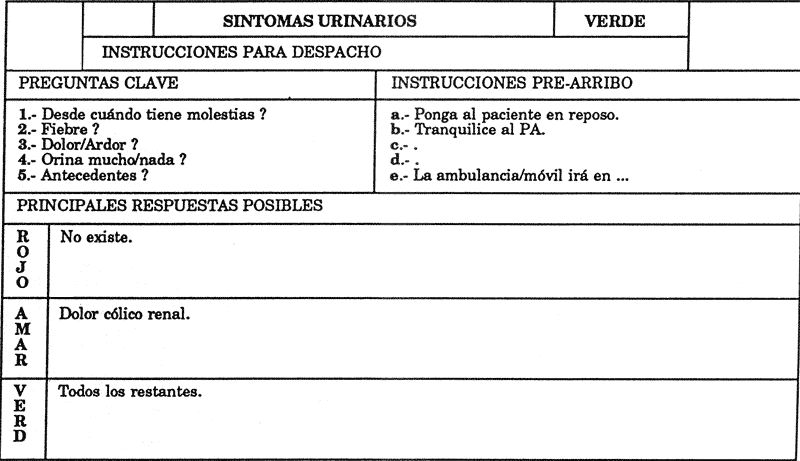 SINTOMAS URINARIOS VERDE
INSTRUCCIONES PARA DESPACHO
PREGUNTAS CLAVE
1.- Desde cuándo tiene molestias ?
2.- Fiebre ?
3.- Dolor/Ardor ?
4.- Orina mucho/nada ?
5.- Antecedentes ?
INSTRUCCIONES PRE-ARRIBO
a.- Ponga al paciente en reposo.
b.- Tranquilice al PA.
c.- .
d.- .
e.- La ambulancia/móvil irá en ...
PRINCIPALES RESPUESTAS POSIBLES
ROJO
No existe.
AMAR
Dolor cólico renal.
VERD
Todos los restantes.